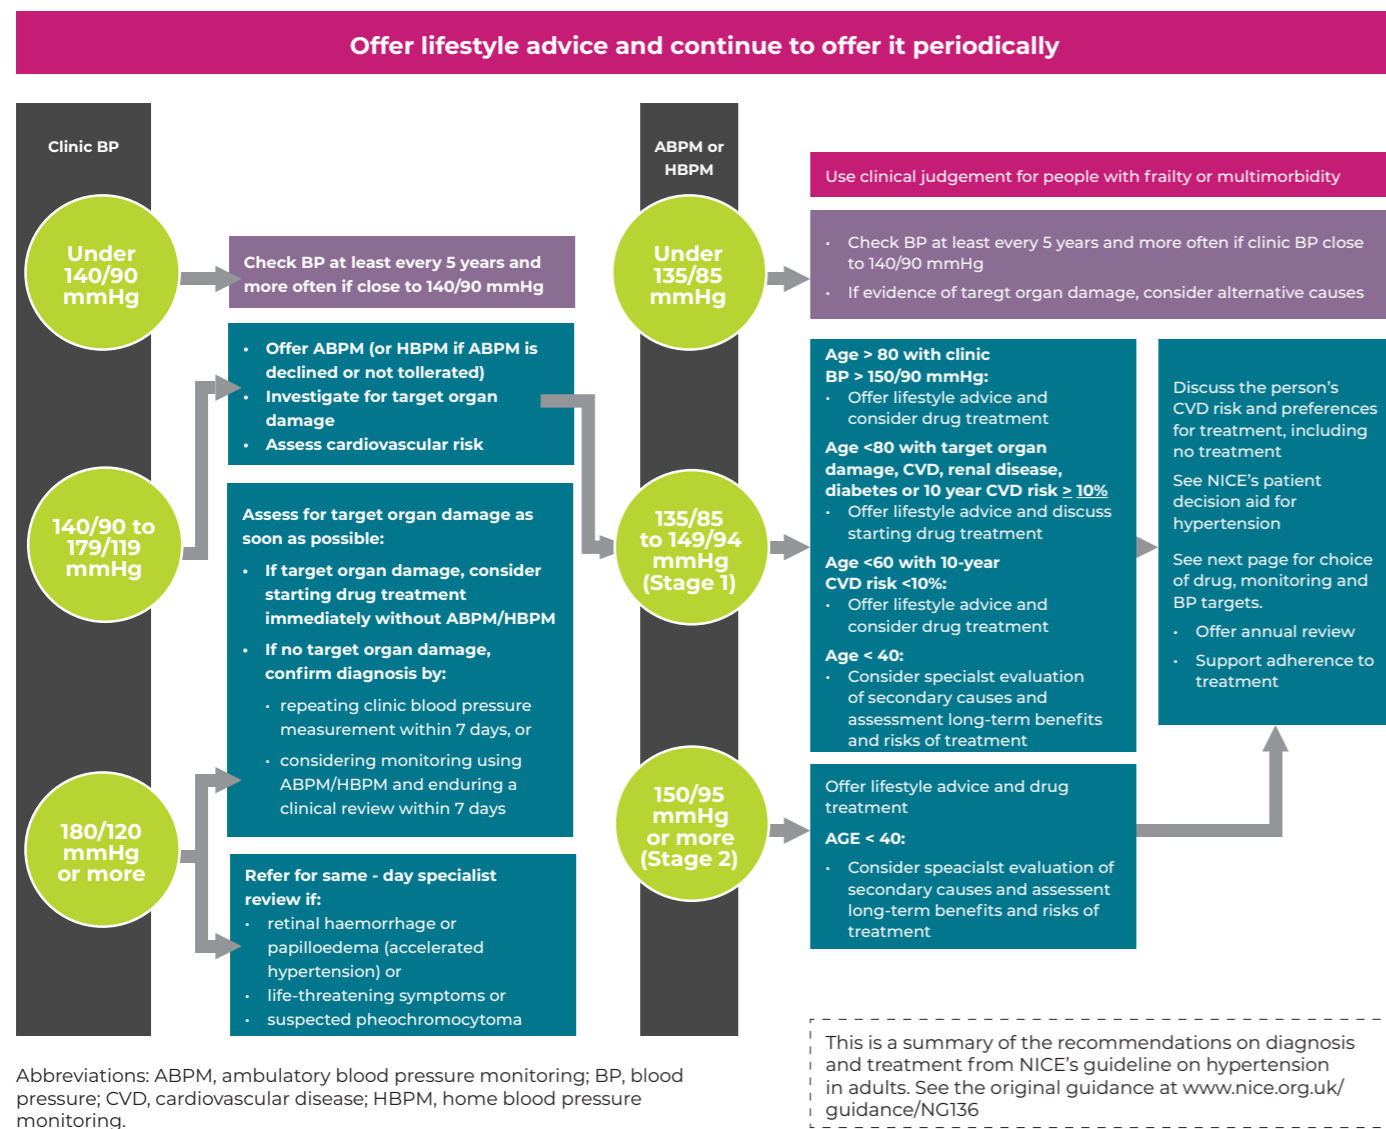 Offer lifestyle advice and continue to offer it periodically
Clinic BP
Under
140/90
mmHg
Check BP at least every 5 years and
more often if close to 140/90 mmHg
140/90 to
179/119
mmHg
• Offer ABPM (or HBPM if ABPM is
declined or not tollerated)
• Investigate for target organ
damage
• Assess cardiovascular risk
180/120
mmHg
or more
Assess for target organ damage as
soon as possible:
• If target organ damage, consider
starting drug treatment
immediately without ABPM/HBPM
• If no target organ damage,
confirm diagnosis by:
• repeating clinic blood pressure
measurement within 7 days, or
• considering monitoring using
ABPM/HBPM and enduring a
clinical review within 7 days
Refer for same - day specialist
review if:
• retinal haemorrhage or
papilloedema (accelerated
hypertension) or
• life-threatening symptoms or
• suspected pheochromocytoma
ABPM or
HBPM
Use clinical judgement for people with frailty or multimorbidity
Under
135/85
mmHg
• Check BP at least every 5 years and more often if clinic BP close
to 140/90 mmHg
• If evidence of taregt organ damage, consider alternative causes
135/85
to 149/94
mmHg
(Stage 1)
Age > 80 with clinic
BP > 150/90 mmHg:
• Offer lifestyle advice and
consider drug treatment
Age <80 with target organ
damage, CVD, renal disease,
diabetes or 10 year CVD risk ≥ 10%
• Offer lifestyle advice and discuss
starting drug treatment
Age <60 with 10-year
CVD risk <10%:
• Offer lifestyle advice and
consider drug treatment
Age < 40:
• Consider specialst evaluation
of secondary causes and
assessment long-term benefits
and risks of treatment
Discuss the person's
CVD risk and preferences
for treatment, including
no treatment
See NICE's patient
decision aid for
hypertension
See next page for choice
of drug, monitoring and
BP targets.
• Offer annual review
• Support adherence to
treatment
150/95
mmHg
or more
(Stage 2)
Offer lifestyle advice and drug
treatment
AGE < 40:
• Consider speacialst evaluation of
secondary causes and assessent
long-term benefits and risks of
treatment
Abbreviations: ABPM, ambulatory blood pressure monitoring; BP, blood
pressure; CVD, cardiovascular disease; HBPM, home blood pressure
monitoring.
This is a summary of the recommendations on diagnosis
and treatment from NICE's guideline on hypertension
in adults. See the original guidance at www.nice.org.uk/
guidance/NG136